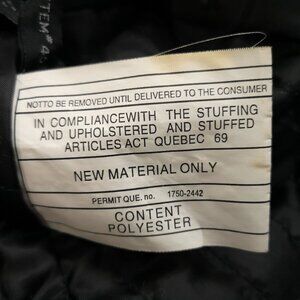 ITEM #
NOTTO BE REMOVED UNTIL DELIVERED TO THE CONSUMER
IN COMPLIANCEWITH THE STUFFING
AND UPHOLSTERED AND STUFFED
ARTICLES ACT QUEBEC 69
NEW MATERIAL ONLY
PERMIT QUE. no. 1750-2442
CONTENT
POLYESTER